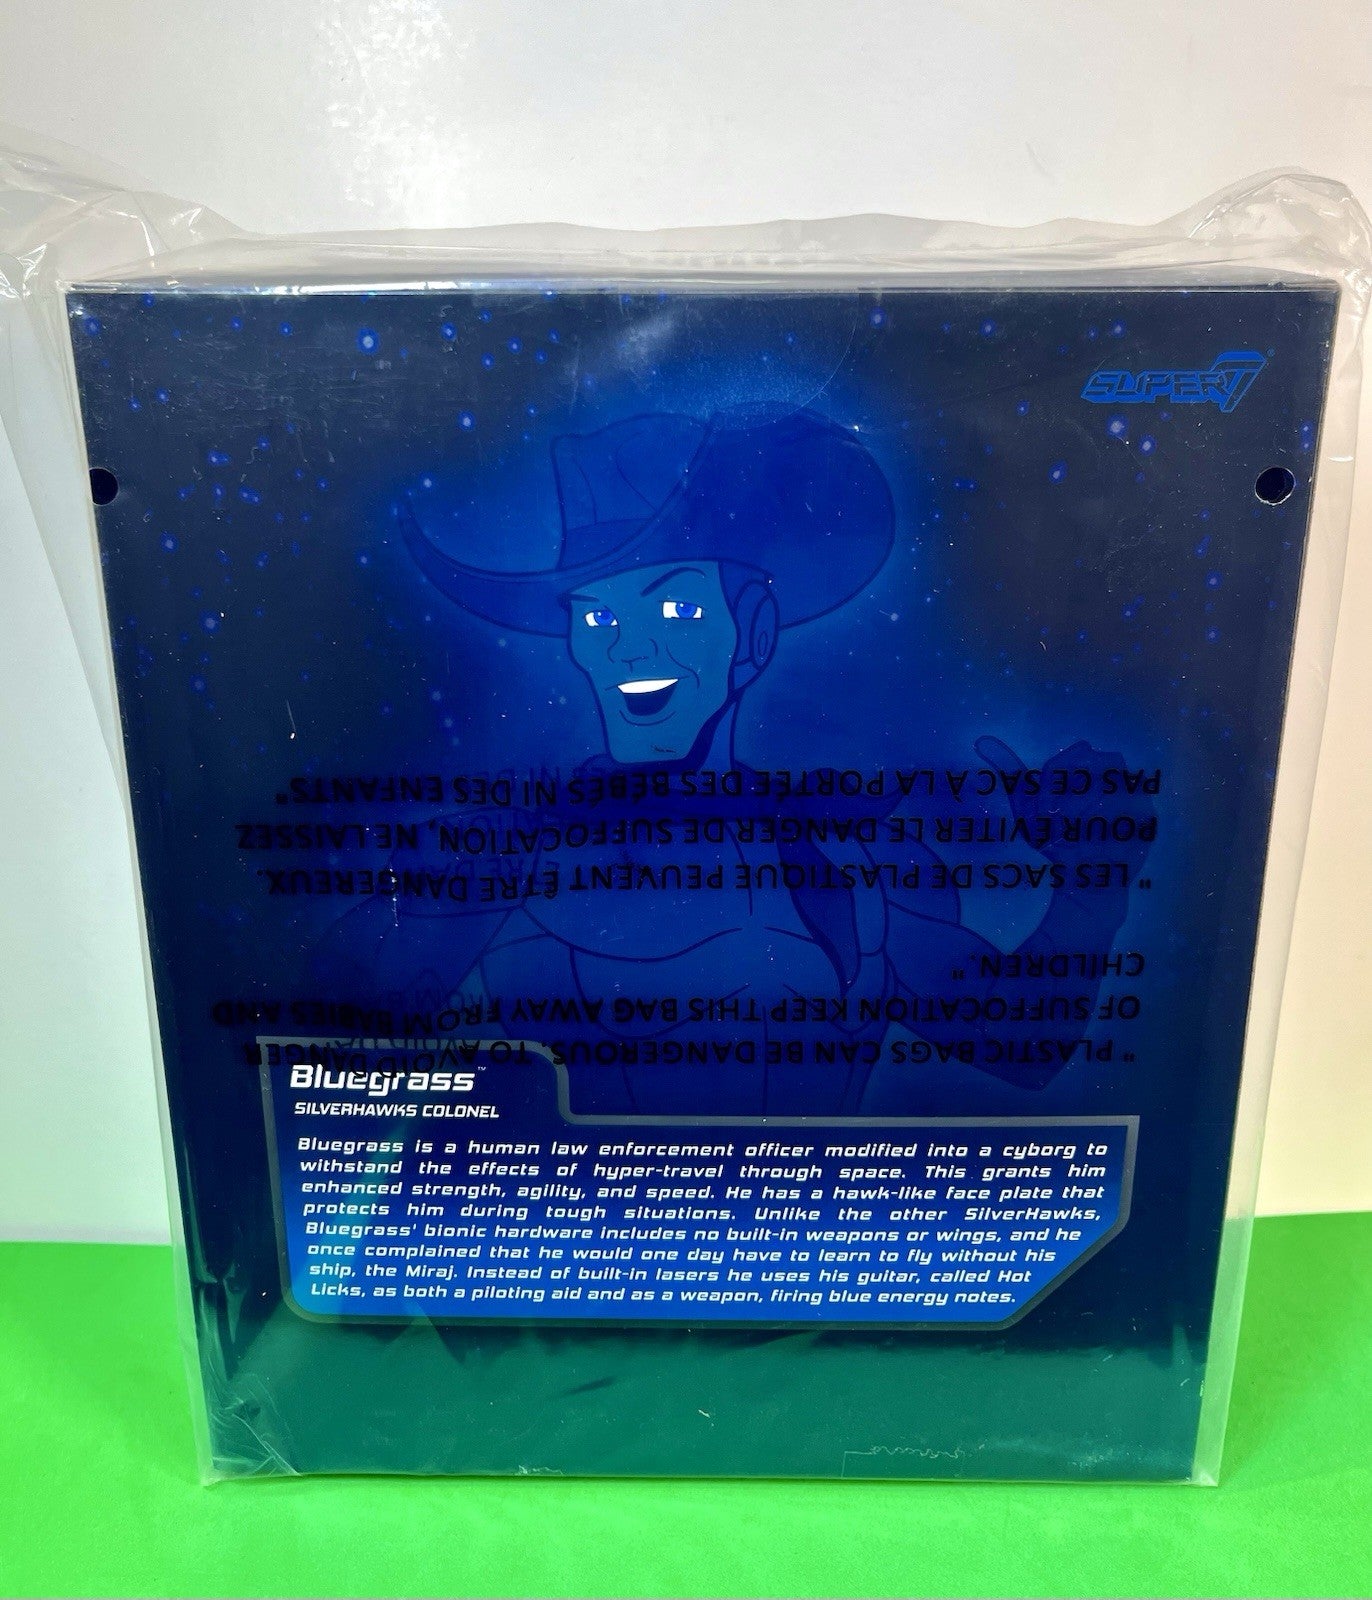 SUPER7®
" PLASTIC BAGS CAN BE DANGEROUS. TO AVOID DANGER
OF SUFFOCATION KEEP THIS BAG AWAY FROM BABIES AND
CHILDREN. "
" LES SACS DE PLASTIQUE PEUVENT ÊTRE DANGEREUX.
POUR ÉVITER LE DANGER DE SUFFOCATION, NE LAISSEZ
PAS CE SAC À LA PORTÉE DES BÉBÉS NI DES ENFANTS".
Bluegrass™
SILVERHAWKS COLONEL
Bluegrass is a human law enforcement officer modified into a cyborg to
withstand the effects of hyper-travel through space. This grants him
enhanced strength, agility, and speed. He has a hawk-like face plate that
protects him during tough situations. Unlike the other SilverHawks,
Bluegrass' bionic hardware includes no built-in weapons or wings, and he
once complained that he would one day have to learn to fly without his
ship, the Miraj. Instead of built-in lasers he uses his guitar, called Hot
Licks, as both a piloting aid and as a weapon, firing blue energy notes.